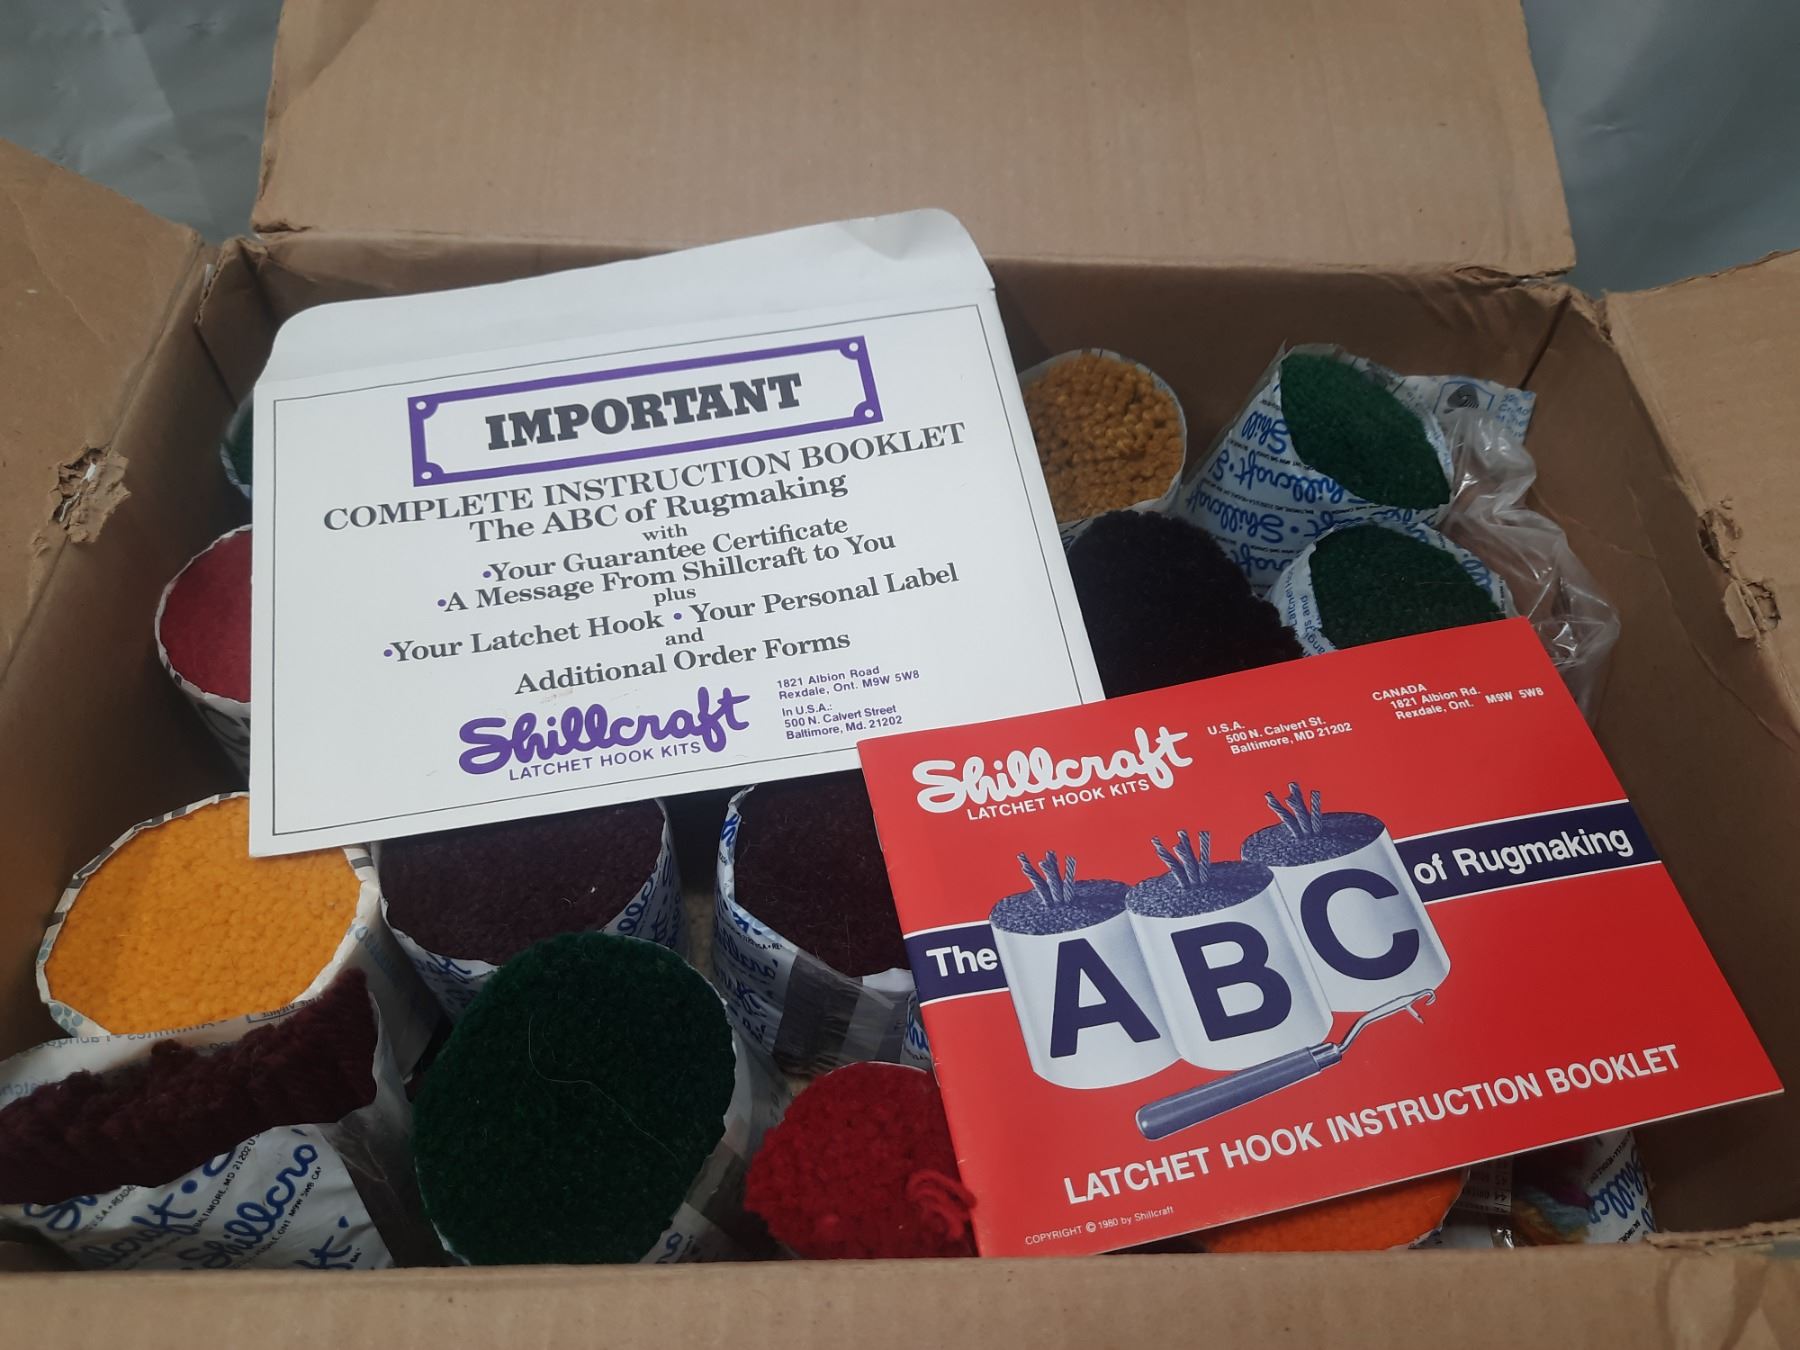 IMPORTANT
COMPLETE INSTRUCTION BOOKLET
The ABC of Rugmaking
with
•Your Guarantee Certificate
•A Message From Shillcraft to You
plus
•Your Latchet Hook • Your Personal Label
and
Additional Order Forms
Shillcraft
LATCHET HOOK KITS
1821 Albion Road
Rexdale, Ont. M9W 5W8
In U.S.A.:
500 N. Calvert Street
Baltimore, Md. 21202
Shillcraft
LATCHET HOOK KITS
U.S.A.
500 N. Calvert St.
Baltimore, MD 21202
CANADA
1821 Albion Rd.
Rexdale, Ont. M9W 5W8
The ABC of Rugmaking
LATCHET HOOK INSTRUCTION BOOKLET
COPYRIGHT © 1980 by Shillcraft
Shillcraft